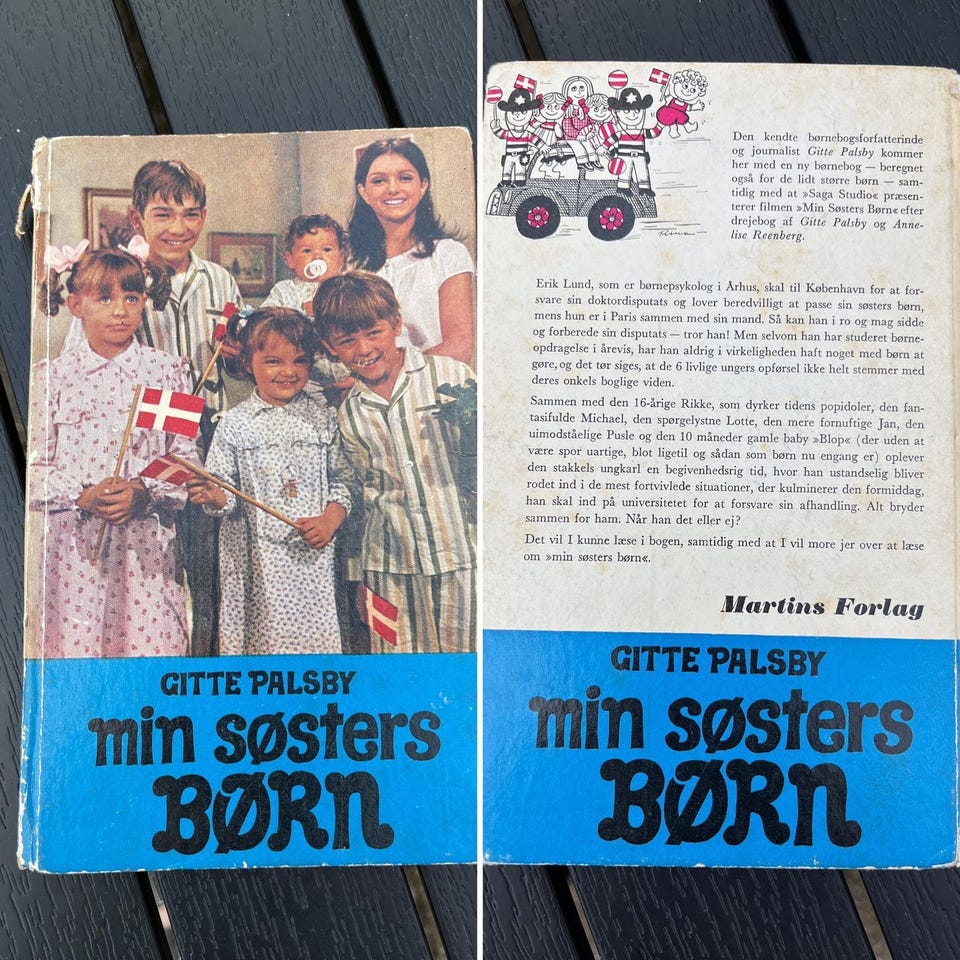 GITTE PALSBY
min søsters
BØRN
Rina
Den kendte børnebogsforfatterinde
og journalist Gitte Palsby kommer
her med en ny børnebog — beregnet
også for de lidt større børn — sam-
tidig med at »Saga Studio« præsen-
terer filmen »Min Søsters Børn« efter
drejebog af Gitte Palsby og Anne-
lise Reenberg.
Erik Lund, som er børnepsykolog i Århus, skal til København for at for-
svare sin doktordisputats og lover beredvilligt at passe sin søsters børn,
mens hun er i Paris sammen med sin mand. Så kan han i ro og mag sidde
og forberede sin disputats — tror han! Men selvom han har studeret børne-
opdragelse i årevis, har han aldrig i virkeligheden haft noget med børn at
gøre, og det tør siges, at de 6 livlige ungers opførsel ikke helt stemmer med
deres onkels boglige viden.
Sammen med den 16-årige Rikke, som dyrker tidens popidoler, den fan-
tasifulde Michael, den spørgelystne Lotte, den mere fornuftige Jan, den
uimodståelige Pusle og den 10 måneder gamle baby »Blop« (der uden at
være spor uartige, blot ligetil og sådan som børn nu engang er) oplever
den stakkels ungkarl en begivenhedsrig tid, hvor han ustandselig bliver
rodet ind i de mest fortvivlede situationer, der kulminerer den formiddag,
han skal ind på universitetet for at forsvare sin afhandling. Alt bryder
sammen for ham. Når han det eller ej?
Det vil I kunne læse i bogen, samtidig med at I vil more jer over at læse
om »min søsters børn«.
Martins Forlag
GITTE PALSBY
min søsters
BØRN